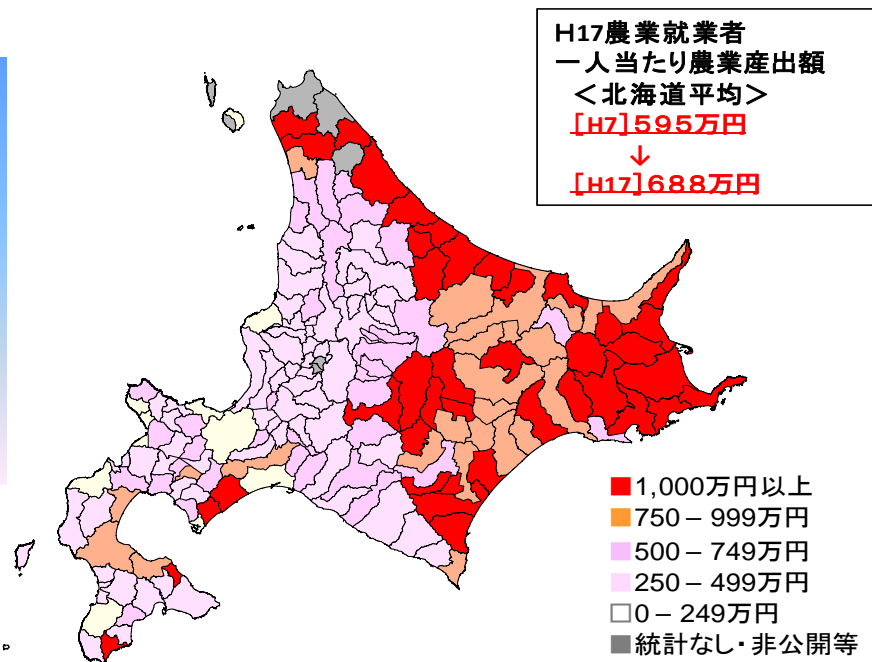 H17農業就業者
一人当たり農業産出額
＜北海道平均＞
[H7]595万円
↓
[H17]688万円
1,000万円以上
750 – 999万円
500 – 749万円
250 – 499万円
0 – 249万円
統計なし・非公開等